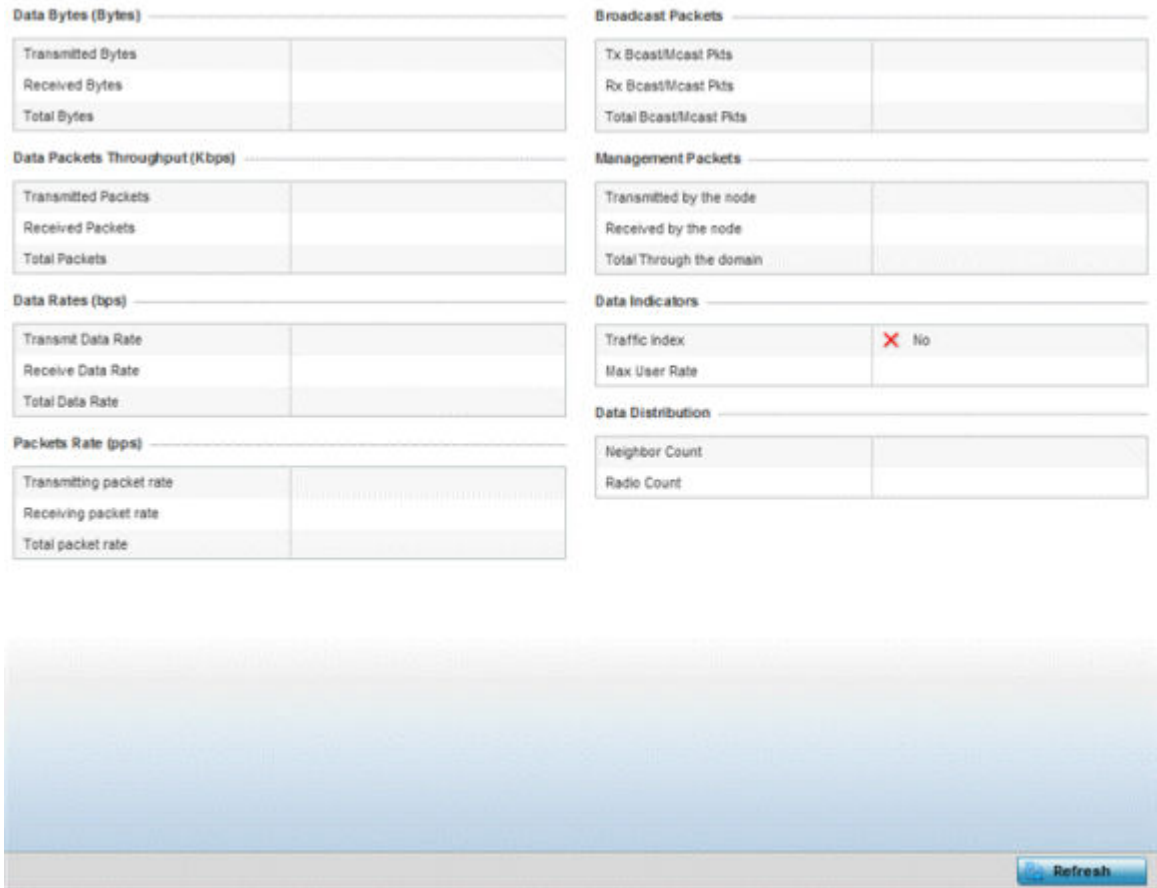 Data Bytes (Bytes)
Transmitted Bytes
Received Bytes
Total Bytes
Data Packets Throughput (Kbps)
Transmitted Packets
Received Packets
Total Packets
Data Rates (bps)
Transmit Data Rate
Receive Data Rate
Total Data Rate
Packets Rate (pps)
Transmitting packet rate
Receiving packet rate
Total packet rate
Broadcast Packets
Tx Bcast/Mcast Pkts
Rx Bcast/Mcast Pkts
Total Bcast/Mcast Pkts
Management Packets
Transmitted by the node
Received by the node
Total Through the domain
Data Indicators
Traffic Index No
Max User Rate
Data Distribution
Neighbor Count
Radio Count
Refresh